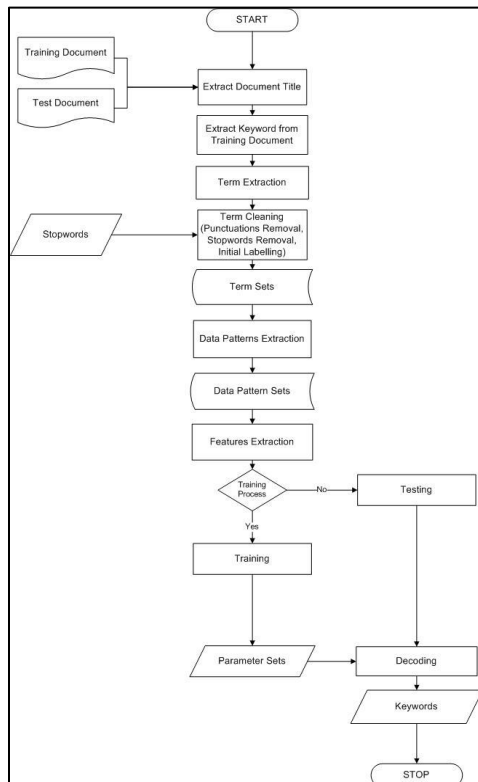 START
Training Document
Test Document
Extract Document Title
Extract Keyword from
Training Document
Term Extraction
Stopwords
Term Cleaning
(Punctuations Removal,
Stopwords Removal,
Initial Labelling)
Term Sets
Data Patterns Extraction
Data Pattern Sets
Features Extraction
Training
Process
No
Testing
Yes
Training
Parameter Sets
Decoding
Keywords
STOP